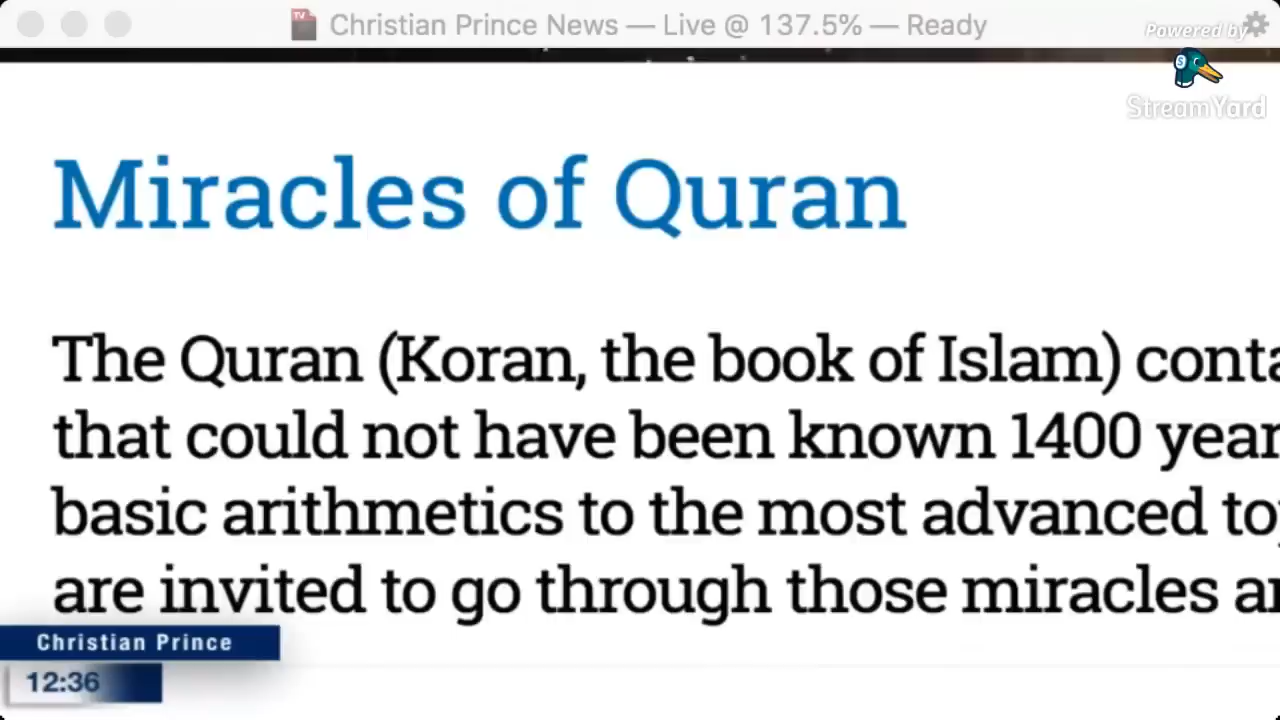 Christian Prince News — Live @ 137.5% — Ready
Powered by
StreamYard
Miracles of Quran
The Quran (Koran, the book of Islam) conta
that could not have been known 1400 year
basic arithmetics to the most advanced to
are invited to go through those miracles a
Christian Prince
12:36